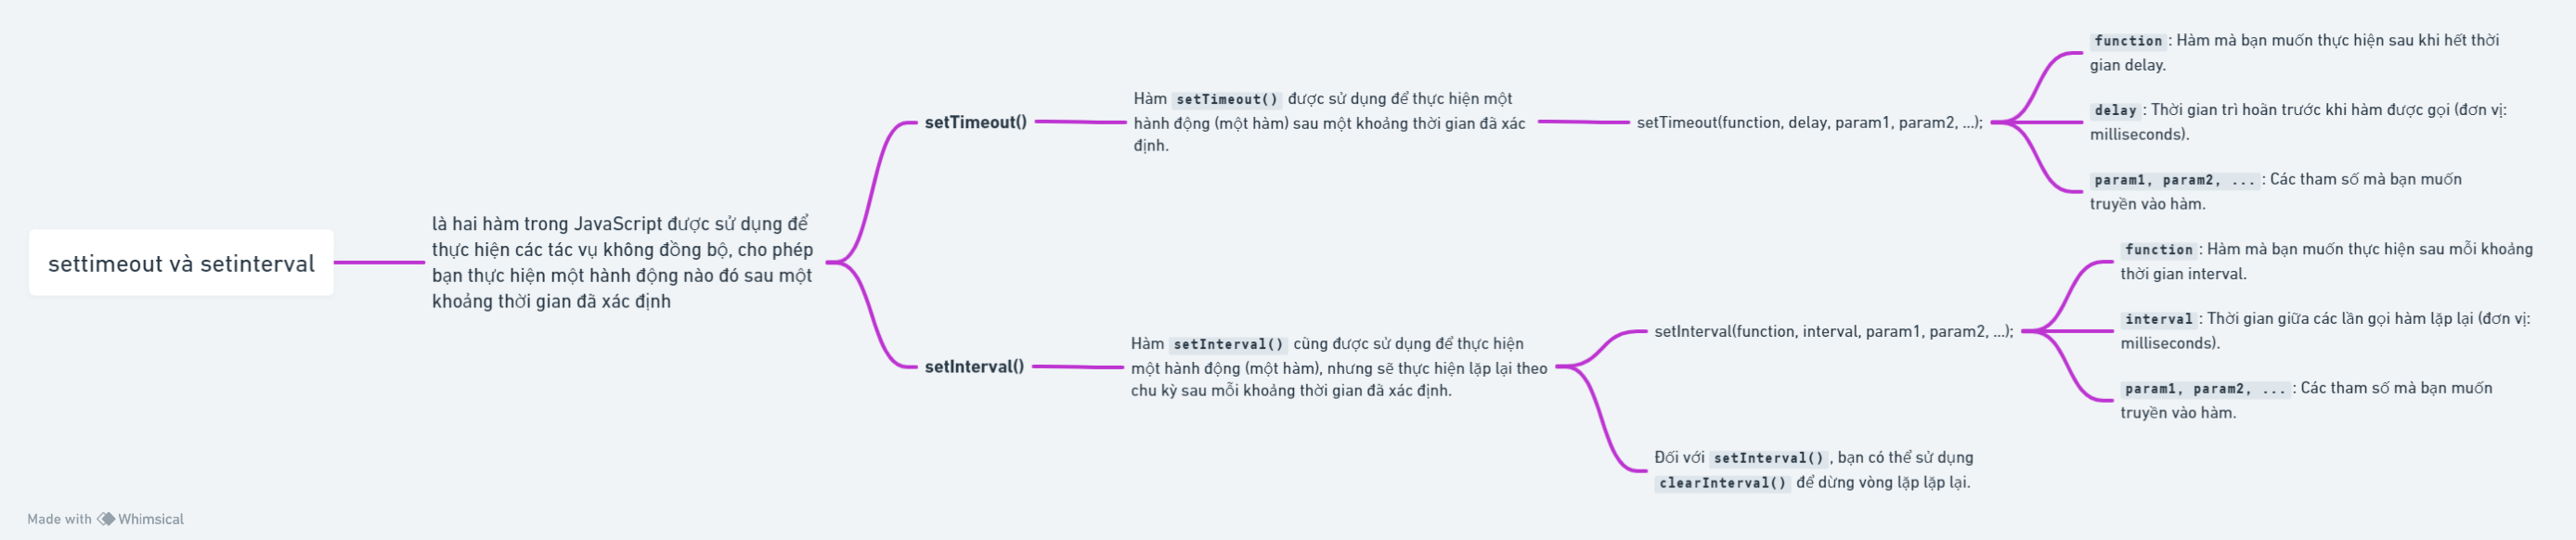 settimeout và setinterval
là hai hàm trong JavaScript được sử dụng để
thực hiện các tác vụ không đồng bộ, cho phép
bạn thực hiện một hành động nào đó sau một
khoảng thời gian đã xác định
setTimeout()
Hàm setTimeout() được sử dụng để thực hiện một
hành động (một hàm) sau một khoảng thời gian đã xác
định.
setTimeout(function, delay, param1, param2, ...);
function: Hàm mà bạn muốn thực hiện sau khi hết thời
gian delay.
delay: Thời gian trì hoãn trước khi hàm được gọi (đơn vị:
milliseconds).
param1, param2, ...: Các tham số mà bạn muốn
truyền vào hàm.
setInterval()
Hàm setInterval() cũng được sử dụng để thực hiện
một hành động (một hàm), nhưng sẽ thực hiện lặp lại theo
chu kỳ sau mỗi khoảng thời gian đã xác định.
setInterval(function, interval, param1, param2, ...);
function: Hàm mà bạn muốn thực hiện sau mỗi khoảng
thời gian interval.
interval: Thời gian giữa các lần gọi hàm lặp lại (đơn vị:
milliseconds).
param1, param2, ...: Các tham số mà bạn muốn
truyền vào hàm.
Đối với setInterval(), bạn có thể sử dụng
clearInterval() để dừng vòng lặp lặp lại.
Made with Whimsical